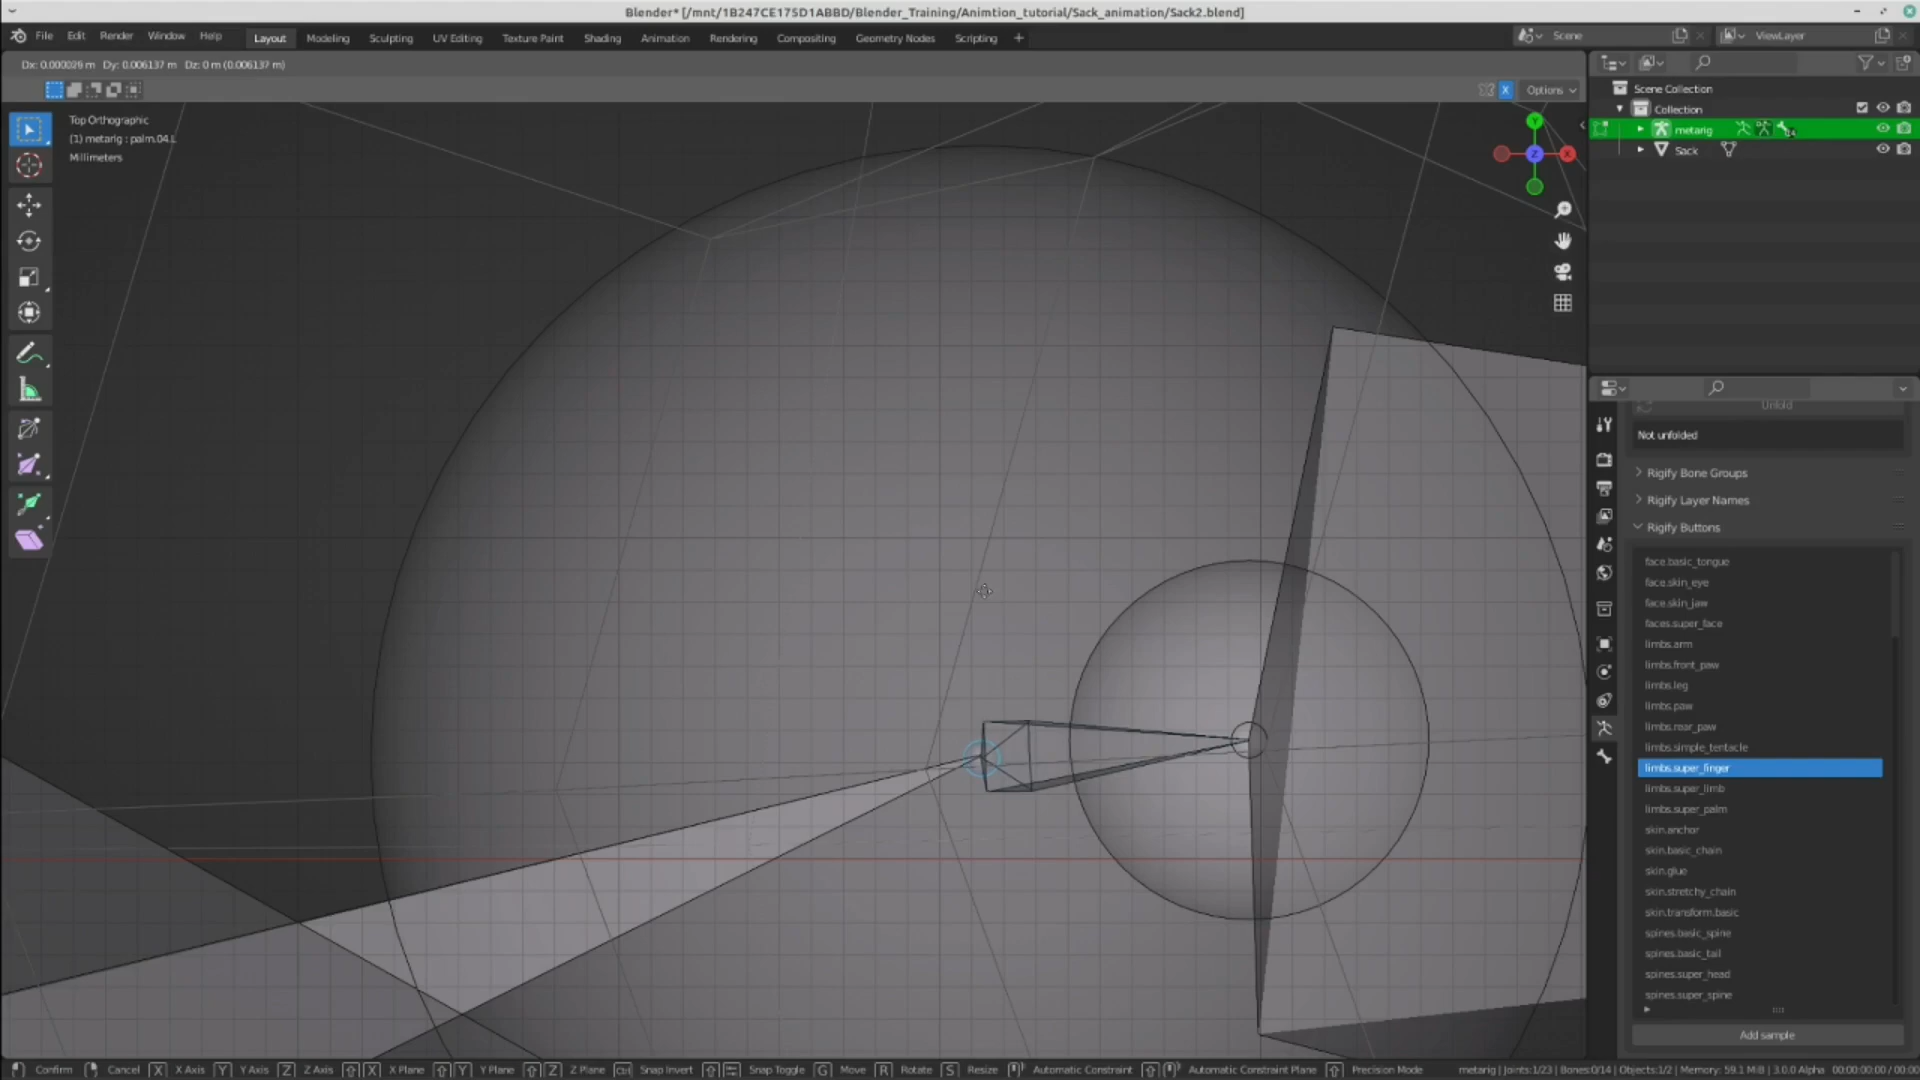 Blender* [/mnt/1B247CE175D1ABBD/Blender_Training/Animtion_tutorial/Sack_animation/Sack2.blend]
File Edit Render Window Help Layout Modeling Sculpting UV Editing Texture Paint Shading Animation Rendering Compositing Geometry Nodes Scripting + Scene ViewLayer
Dx: 0.000029 m Dy: 0.006137 m Dz: 0 m (0.006137 m)
X Options
Top Orthographic
(1) metarig : palm.04.L
Millimeters
Y
Z
X
Scene Collection
Collection
metarig
Sack
Unfold
Not unfolded
Rigify Bone Groups
Rigify Layer Names
Rigify Buttons
face.basic_tongue
face.skin_eye
face.skin_jaw
faces.super_face
limbs.arm
limbs.front_paw
limbs.leg
limbs.paw
limbs.rear_paw
limbs.simple_tentacle
limbs.super_finger
limbs.super_limb
limbs.super_palm
skin.anchor
skin.basic_chain
skin.glue
skin.stretchy_chain
skin.transform.basic
spines.basic_spine
spines.basic_tail
spines.super_head
spines.super_spine
Add sample
Confirm Cancel X X Axis Y Y Axis Z Z Axis X X Plane Y Y Plane Z Z Plane Ctrl Snap Invert Snap Toggle G Move R Rotate S Resize Automatic Constraint Automatic Constraint Plane Precision Mode metarig | Joints:1/23 | Bones:0/14 | Objects:1/2 | Memory: 59.1 MiB | 3.0.0 Alpha 00:00:00:00 / 00:00